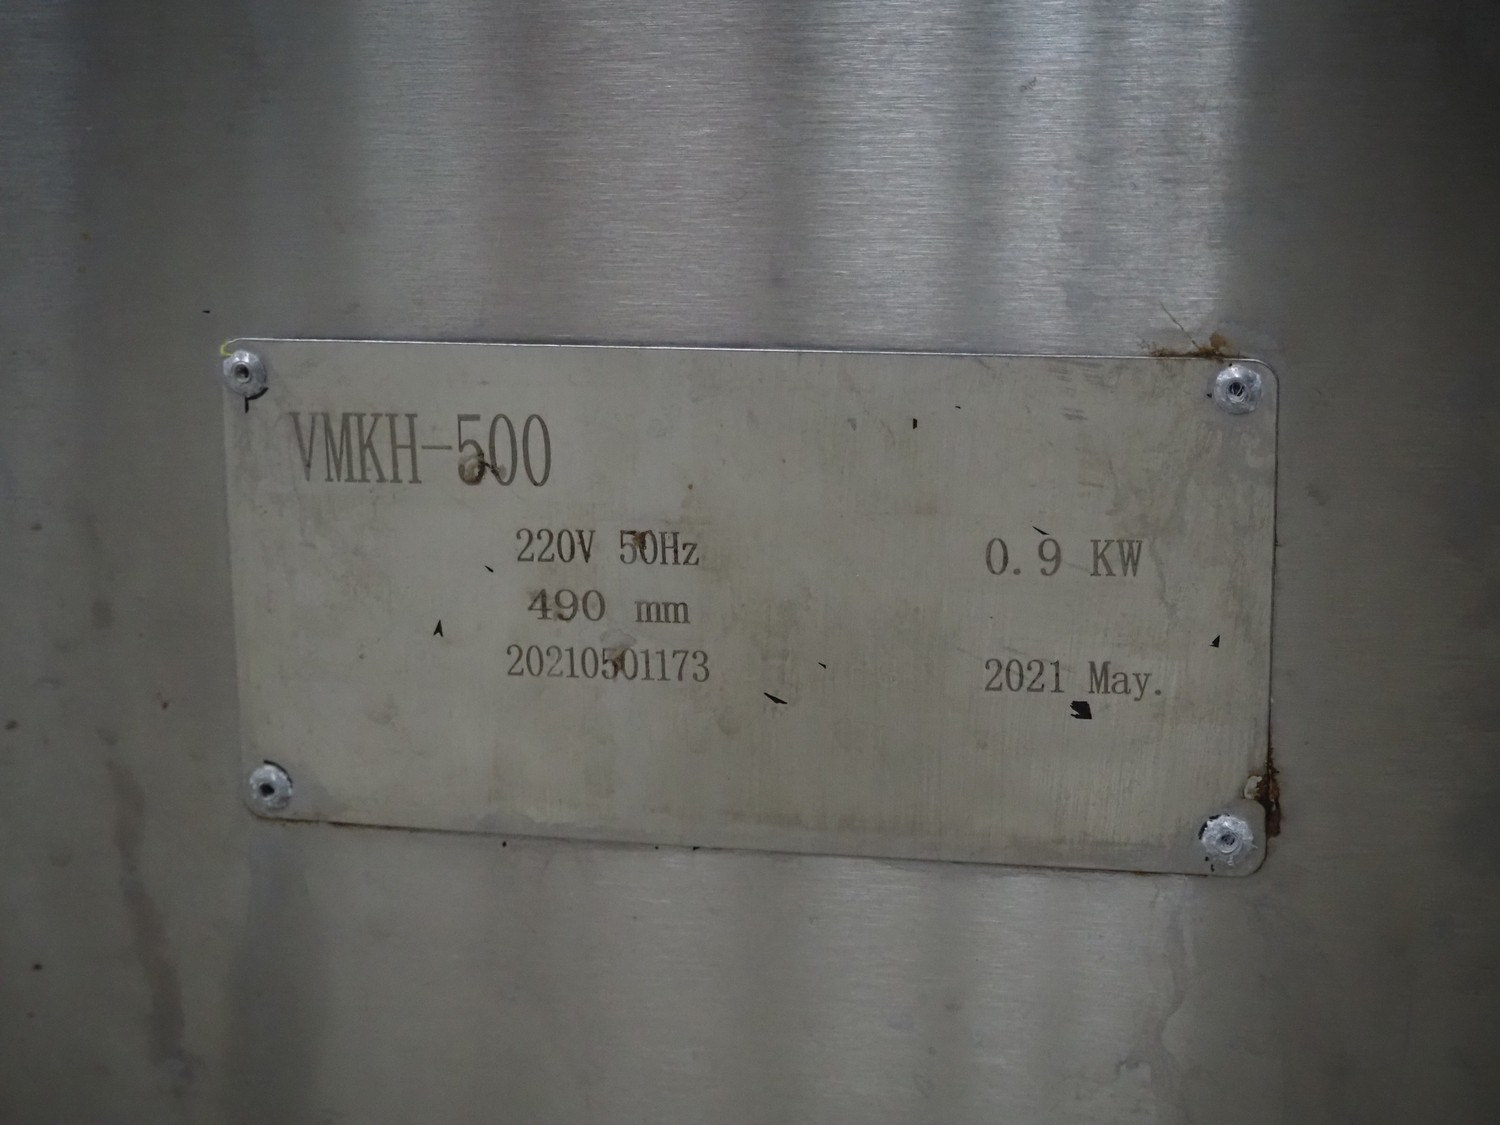 VMKH-500
220V 50Hz 0.9 KW
490 mm
20210501173 2021 May.